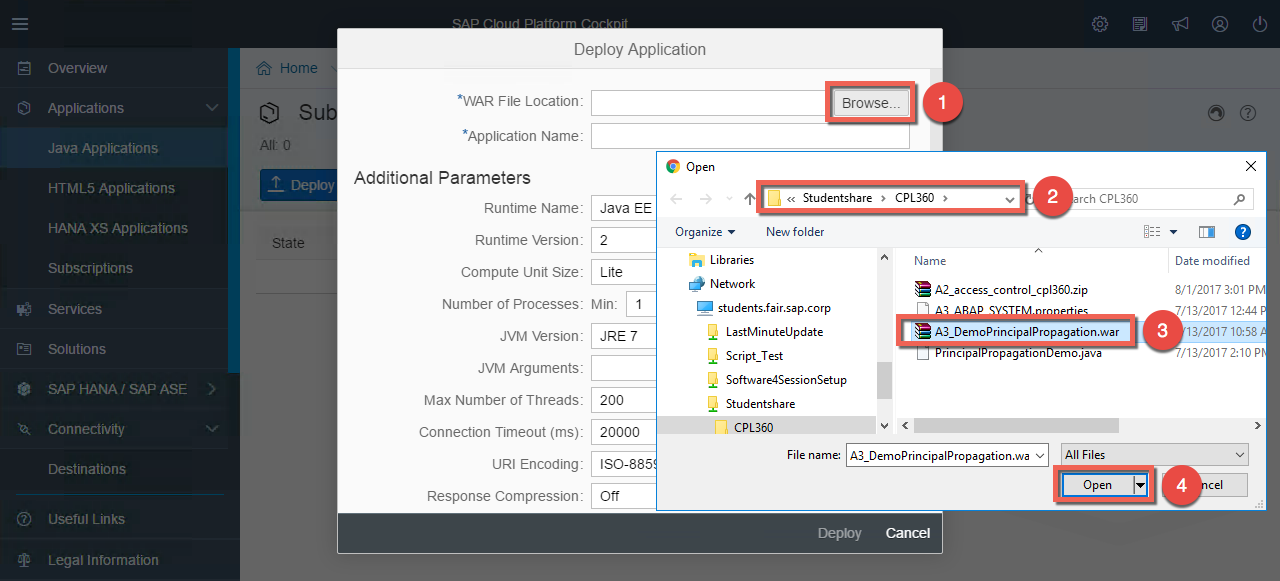 SAP Cloud Platform Cockpit
Overview
Applications
Java Applications
HTML5 Applications
HANA XS Applications
Subscriptions
Services
Solutions
SAP HANA / SAP ASE
Connectivity
Destinations
Useful Links
Legal Information
Home
Sub
All: 0
Deploy
State
Deploy Application
*WAR File Location:
Browse...
1
*Application Name:
Additional Parameters
Runtime Name: Java EE
Runtime Version: 2
Compute Unit Size: Lite
Number of Processes: Min: 1
JVM Version: JRE 7
JVM Arguments:
Max Number of Threads: 200
Connection Timeout (ms): 20000
URI Encoding: ISO-8859
Response Compression: Off
Deploy Cancel
Open
« Studentshare > CPL360 >
2
arch CPL360
Organize New folder
Libraries
Network
students.fair.sap.corp
LastMinuteUpdate
Script_Test
Software4SessionSetup
Studentshare
CPL360
Name Date modified
A2_access_control_cpl360.zip 8/1/2017 3:01 PM
A3_ABAP_SYSTEM.properties 7/13/2017 12:44 P
A3_DemoPrincipalPropagation.war 3 /13/2017 10:58 A
PrincipalPropagationDemo.java 7/13/2017 2:10 PM
File name: A3_DemoPrincipalPropagation.wa All Files
Open 4 ncel